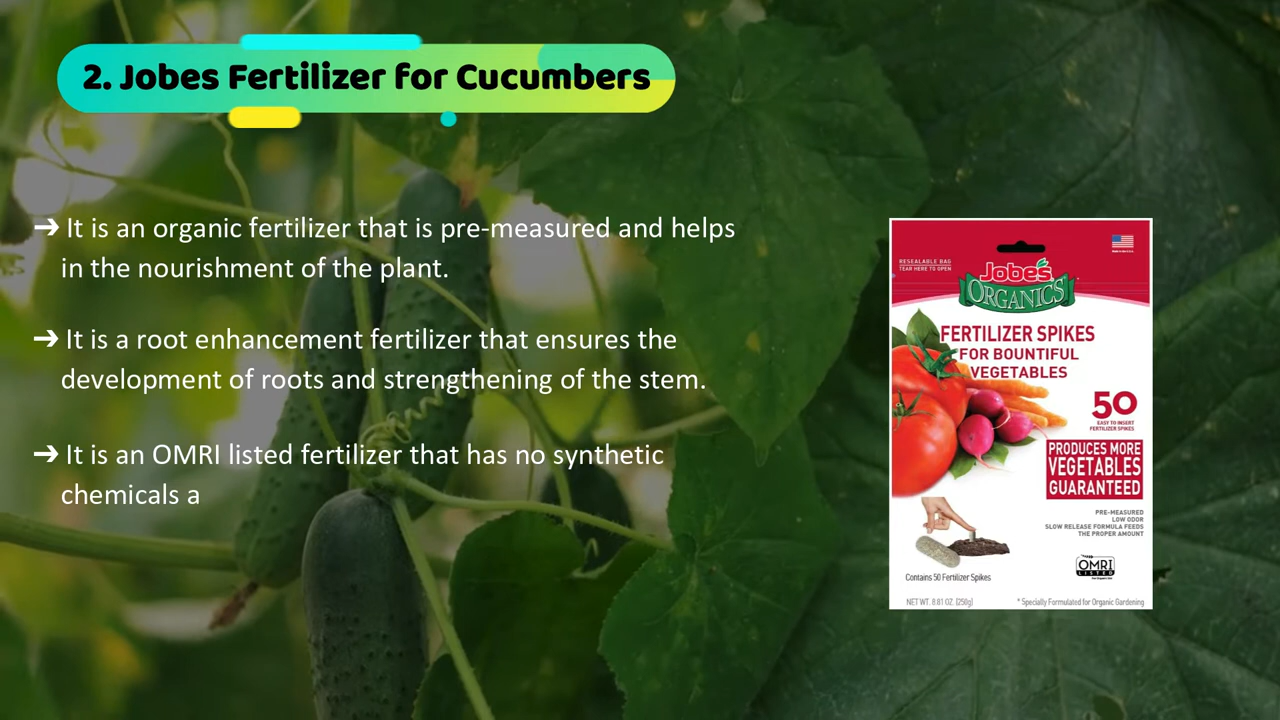 2. Jobes Fertilizer for Cucumbers
➔ It is an organic fertilizer that is pre-measured and helps
in the nourishment of the plant.
➔ It is a root enhancement fertilizer that ensures the
development of roots and strengthening of the stem.
➔ It is an OMRI listed fertilizer that has no synthetic
chemicals a
RESEALABLE BAG
TEAR HERE TO OPEN
Jobe's
ORGANICS
FERTILIZER SPIKES
FOR BOUNTIFUL
VEGETABLES
50
EASY TO INSERT
FERTILIZER SPIKES
PRODUCES MORE
VEGETABLES
GUARANTEED
PRE-MEASURED
LOW ODOR
SLOW RELEASE FORMULA FEEDS
THE PROPER AMOUNT
OMRI
LISTED
Contains 50 Fertilizer Spikes
NET WT. 8.81 OZ. (250g)
* Specially Formulated for Organic Gardening